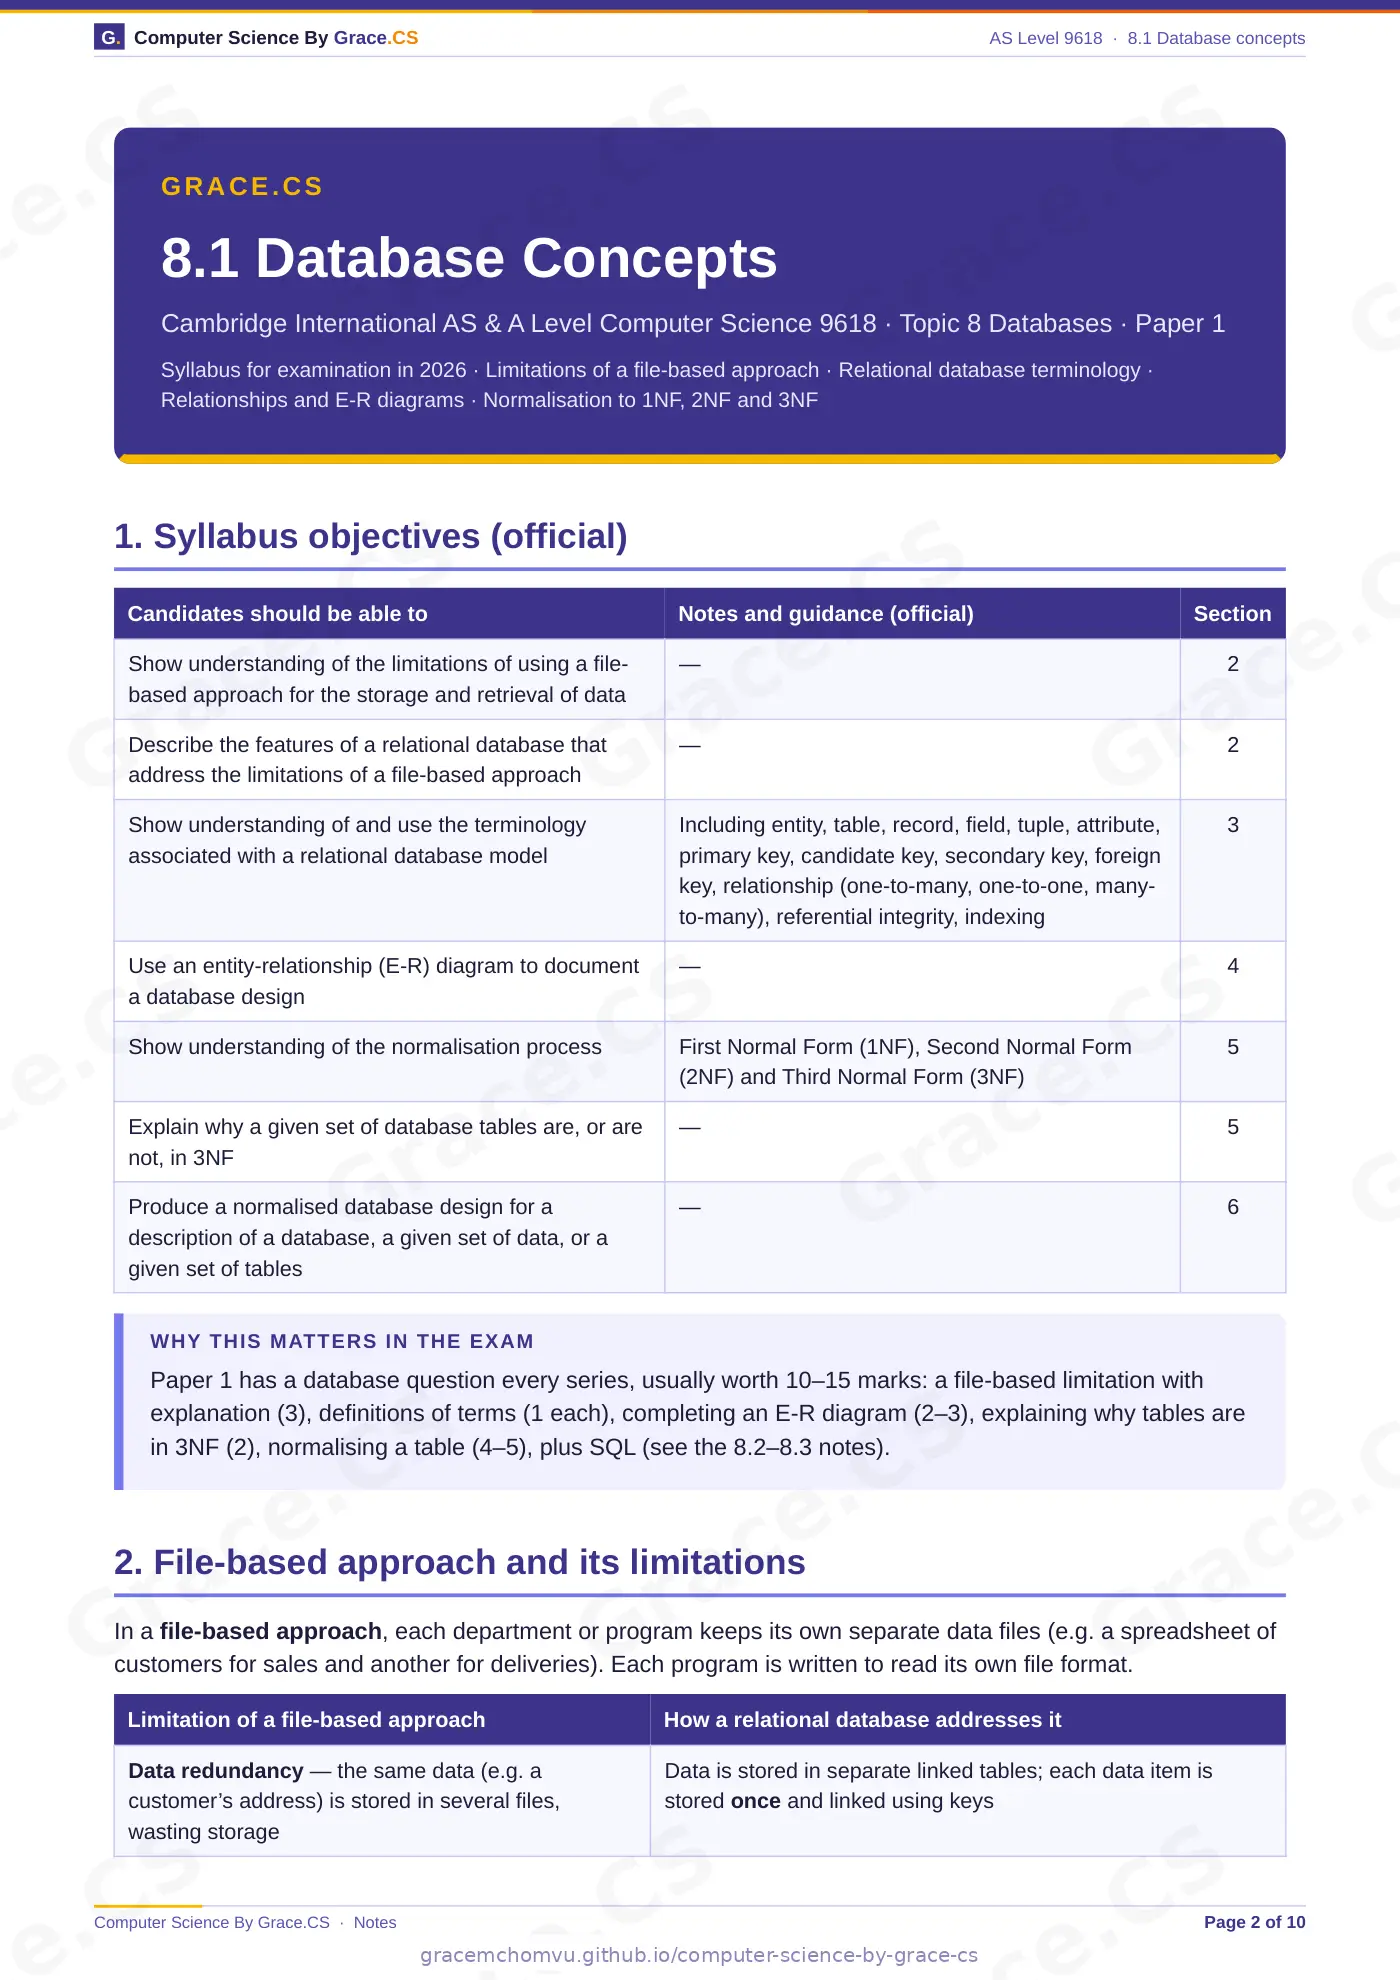 G. Computer Science By Grace.CS
AS Level 9618 · 8.1 Database concepts
GRACE.CS
8.1 Database Concepts
Cambridge International AS & A Level Computer Science 9618 · Topic 8 Databases · Paper 1
Syllabus for examination in 2026 · Limitations of a file-based approach · Relational database terminology ·
Relationships and E-R diagrams · Normalisation to 1NF, 2NF and 3NF
1. Syllabus objectives (official)
Candidates should be able to
Notes and guidance (official)
Section
Show understanding of the limitations of using a file-
based approach for the storage and retrieval of data
—
2
Describe the features of a relational database that
address the limitations of a file-based approach
—
2
Show understanding of and use the terminology
associated with a relational database model
Including entity, table, record, field, tuple, attribute,
primary key, candidate key, secondary key, foreign
key, relationship (one-to-many, one-to-one, many-
to-many), referential integrity, indexing
3
Use an entity-relationship (E-R) diagram to document
a database design
—
4
Show understanding of the normalisation process
First Normal Form (1NF), Second Normal Form
(2NF) and Third Normal Form (3NF)
5
Explain why a given set of database tables are, or are
not, in 3NF
—
5
Produce a normalised database design for a
description of a database, a given set of data, or a
given set of tables
—
6
WHY THIS MATTERS IN THE EXAM
Paper 1 has a database question every series, usually worth 10–15 marks: a file-based limitation with
explanation (3), definitions of terms (1 each), completing an E-R diagram (2–3), explaining why tables are
in 3NF (2), normalising a table (4–5), plus SQL (see the 8.2–8.3 notes).
2. File-based approach and its limitations
In a file-based approach, each department or program keeps its own separate data files (e.g. a spreadsheet of
customers for sales and another for deliveries). Each program is written to read its own file format.
Limitation of a file-based approach
How a relational database addresses it
Data redundancy — the same data (e.g. a
customer’s address) is stored in several files,
wasting storage
Data is stored in separate linked tables; each data item is
stored once and linked using keys
Computer Science By Grace.CS · Notes
Page 2 of 10
gracemchomvu.github.io/computer-science-by-grace-cs